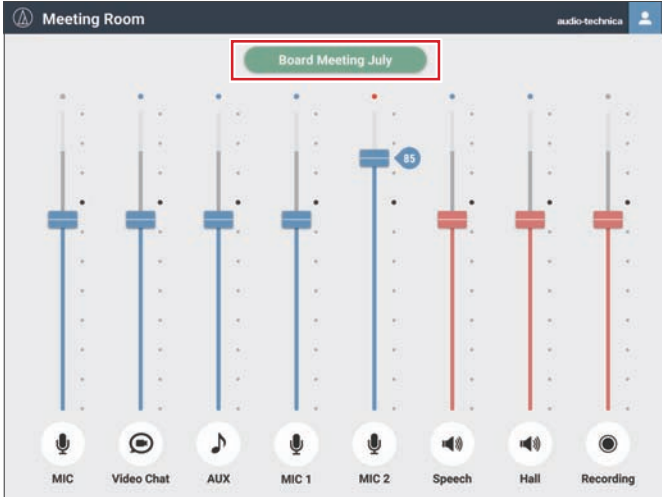 Meeting Room
audio-technica
Board Meeting July
85
MIC
Video Chat
AUX
MIC 1
MIC 2
Speech
Hall
Recording